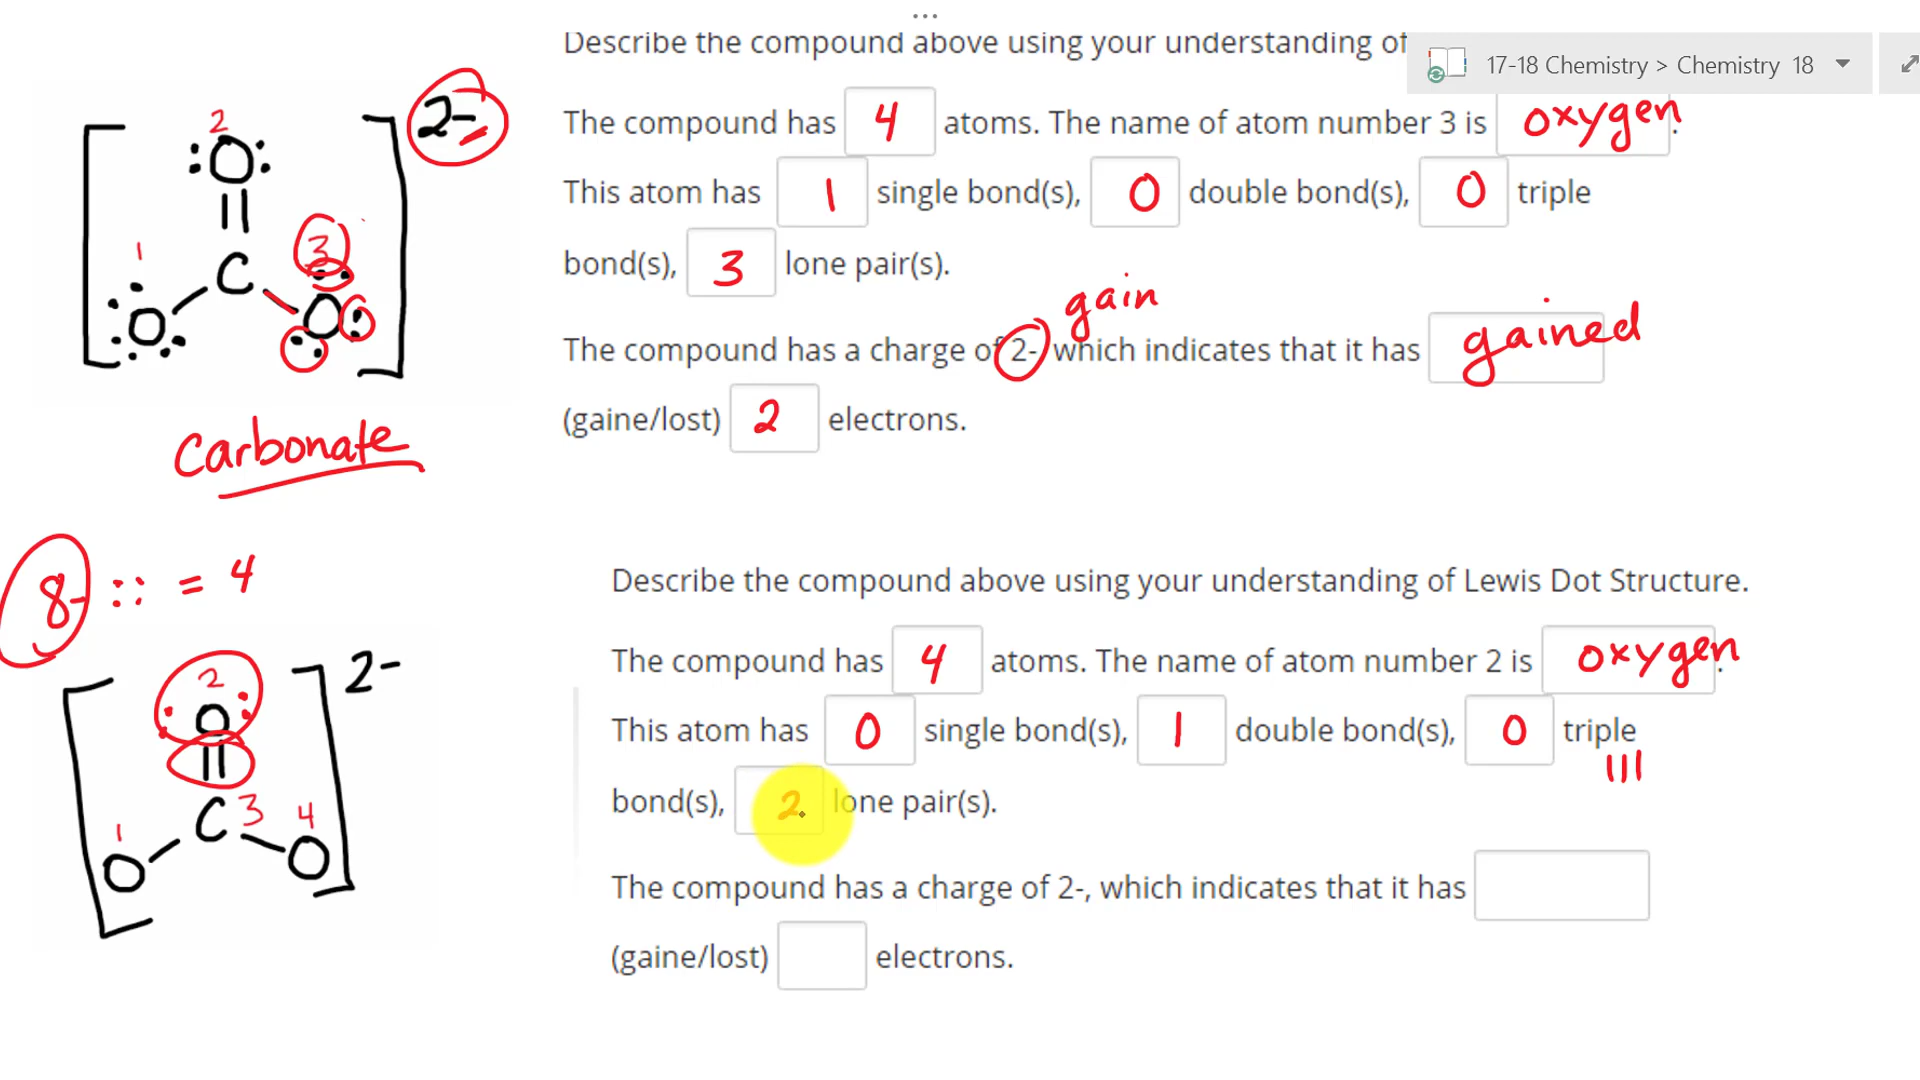 ...
Describe the compound above using your understanding of
17-18 Chemistry > Chemistry 18
The compound has 4 atoms. The name of atom number 3 is oxygen.
This atom has 1 single bond(s), 0 double bond(s), 0 triple
bond(s), 3 lone pair(s).
gain
The compound has a charge of 2-, which indicates that it has gained
(gaine/lost) 2 electrons.
2-
2
:O:
1
C
3
O
O
Carbonate
8- :: = 4
Describe the compound above using your understanding of Lewis Dot Structure.
The compound has 4 atoms. The name of atom number 2 is oxygen.
This atom has 0 single bond(s), 1 double bond(s), 0 triple
bond(s), 2 lone pair(s).
The compound has a charge of 2-, which indicates that it has
(gaine/lost) electrons.
2-
2
O
C 3 4
1
O O